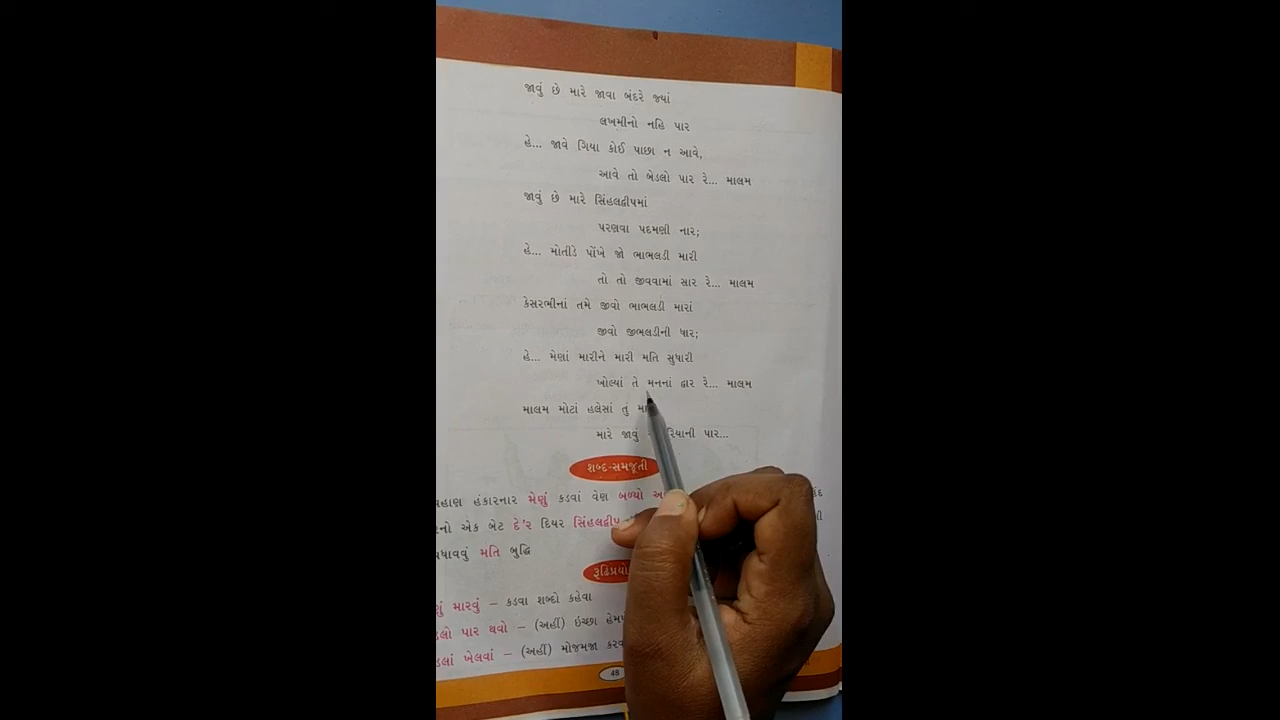 જાવું છે મારે જાવા બંદરે જ્યાં
લખમીનો નહિ પાર
હે... જાવે ગિયા કોઈ પાછા ન આવે,
આવે તો બેડલો પાર રે... માલમ
જાવું છે મારે સિંહલદ્વીપમાં
પરણવા પદમણી નાર;
હે... મોતીડે પોંખે જો ભાભલડી મારી
તો તો જીવવામાં સાર રે... માલમ
કેસરભીનાં તમે જીવો ભાભલડી મારાં
જીવો જીભલડીની ધાર;
હે... મેણાં મારીને મારી મતિ સુધારી
ખોલ્યાં તે મનનાં દ્વાર રે... માલમ
માલમ મોટાં હલેસાં તું
મારે જાવું રિયાની પાર...
શબ્દ-સમજૂતી
હંકારનાર મેણું કડવાં વેણ બળ્યો
એક બેટ દે'ર દિયર સિંહલદ્વીપ
મતિ બુદ્ધિ
મારવું – કડવા શબ્દો કહેવા
પાર થવો – (અહીં) ઇચ્છા
ખેલવાં – (અહીં) મોજમજા
48